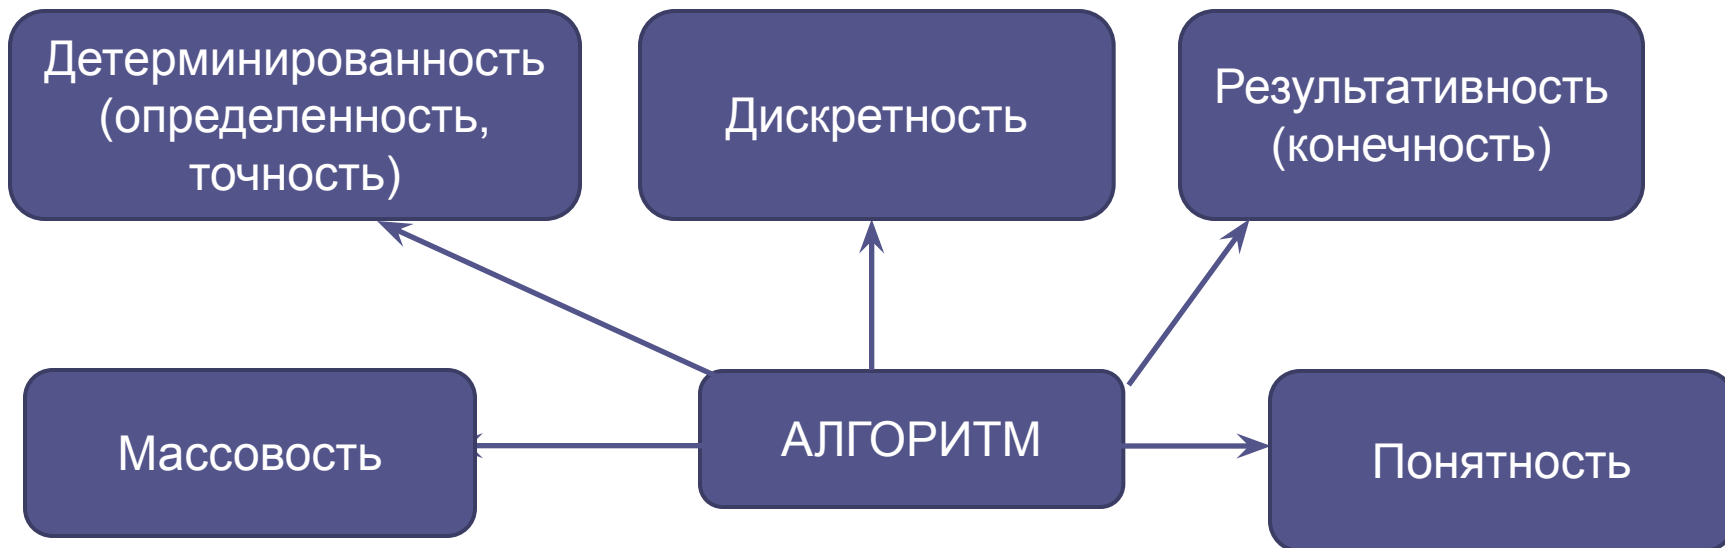 Детерминированность
(определенность,
точность)
Дискретность
Результативность
(конечность)
Массовость
АЛГОРИТМ
Понятность